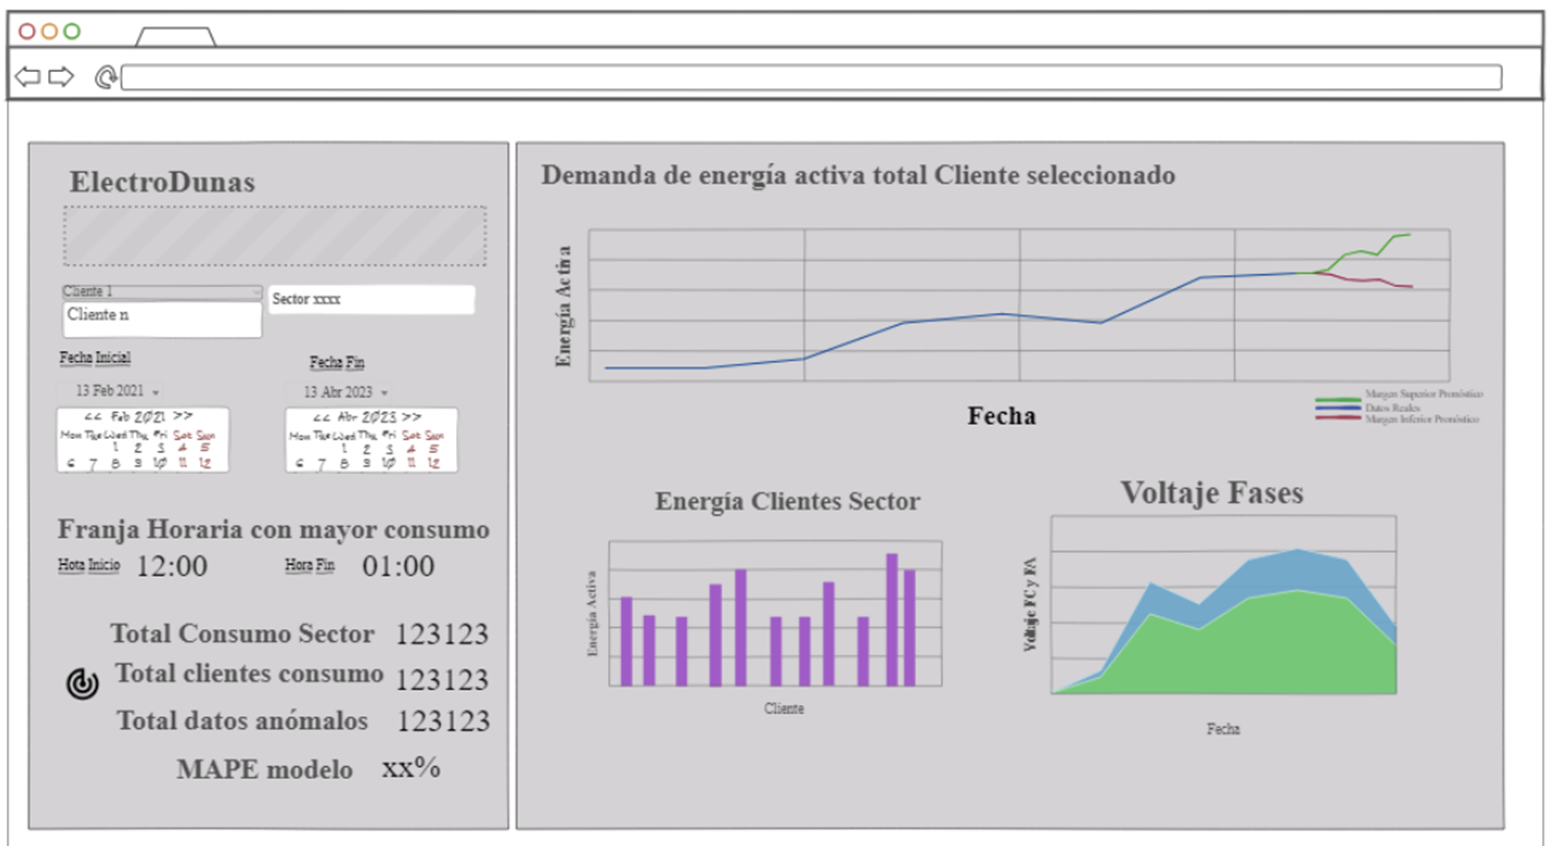 ElectroDunas
Cliente 1
Cliente n
Sector xxxx
Fecha Inicial
Fecha Fin
13 Feb 2021
13 Abr 2023
<< Feb 2021 >>
Mon Tue Wed Thu Fri Sat Sun
1 2 3 4 5
6 7 8 9 10 11 12
<< Abr 2023 >>
Mon Tue Wed Thu Fri Sat Sun
1 2 3 4 5
6 7 8 9 10 11 12
Franja Horaria con mayor consumo
Hota Inicio 12:00
Hora Fin 01:00
Total Consumo Sector 123123
Total clientes consumo 123123
Total datos anómalos 123123
MAPE modelo xx%
Demanda de energía activa total Cliente seleccionado
Energía Activa
Fecha
Margen Superior Pronóstico
Datos Reales
Margen Inferior Pronóstico
Energía Clientes Sector
Energía Activa
Cliente
Voltaje Fases
Voltaje FC y FA
Fecha